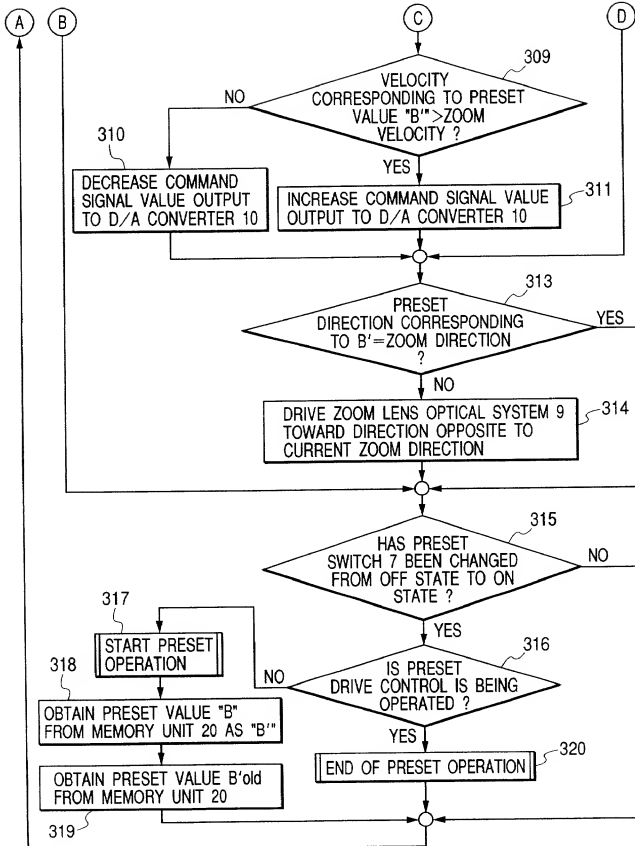 A
B
C
D
309
VELOCITY
CORRESPONDING TO PRESET
VALUE "B'">ZOOM
VELOCITY ?
NO
YES
310
DECREASE COMMAND
SIGNAL VALUE OUTPUT
TO D/A CONVERTER 10
INCREASE COMMAND SIGNAL VALUE
OUTPUT TO D/A CONVERTER 10
311
313
PRESET
DIRECTION CORRESPONDING
TO B'=ZOOM DIRECTION
?
YES
NO
DRIVE ZOOM LENS OPTICAL SYSTEM 9
TOWARD DIRECTION OPPOSITE TO
CURRENT ZOOM DIRECTION
314
315
HAS PRESET
SWITCH 7 BEEN CHANGED
FROM OFF STATE TO ON
STATE ?
NO
YES
317
START PRESET
OPERATION
316
IS PRESET
DRIVE CONTROL IS BEING
OPERATED ?
NO
YES
318
OBTAIN PRESET VALUE "B"
FROM MEMORY UNIT 20 AS "B'"
END OF PRESET OPERATION
320
OBTAIN PRESET VALUE B'old
FROM MEMORY UNIT 20
319